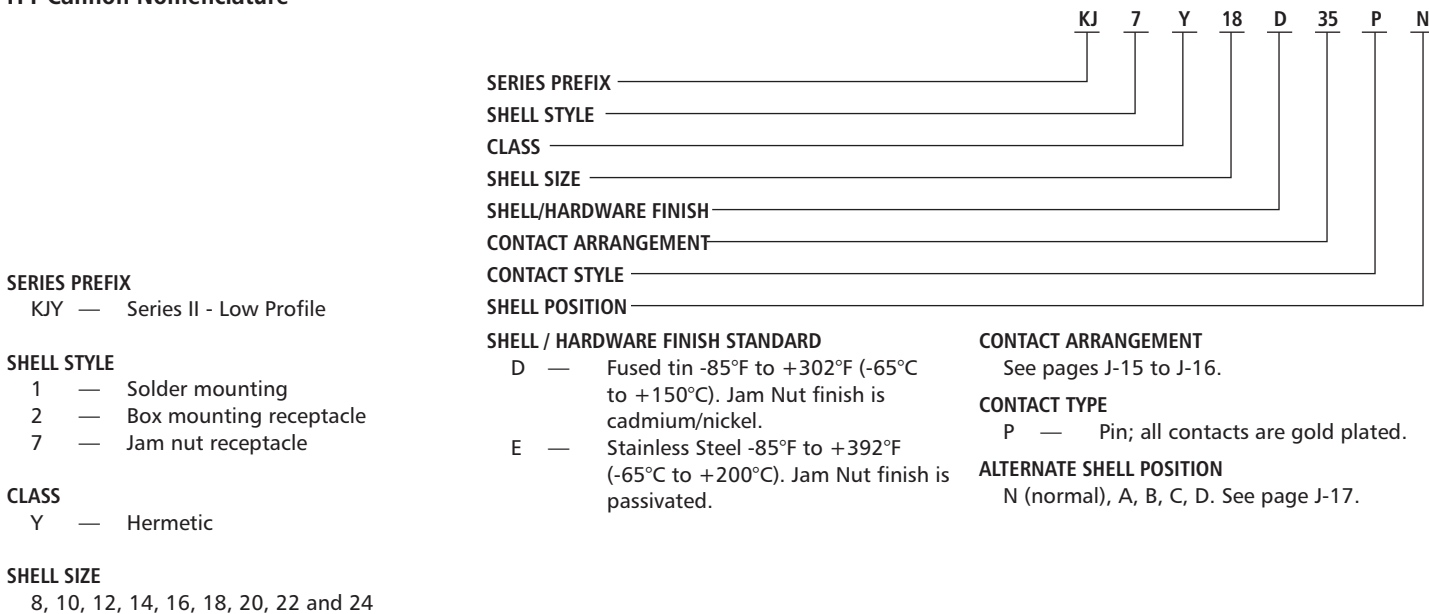 KJ 7 Y 18 D 35 P N
SERIES PREFIX
SHELL STYLE
CLASS
SHELL SIZE
SHELL/HARDWARE FINISH
CONTACT ARRANGEMENT
CONTACT STYLE
SHELL POSITION
SERIES PREFIX
KJY — Series II - Low Profile
SHELL STYLE
1 — Solder mounting
2 — Box mounting receptacle
7 — Jam nut receptacle
CLASS
Y — Hermetic
SHELL SIZE
8, 10, 12, 14, 16, 18, 20, 22 and 24
SHELL / HARDWARE FINISH STANDARD
D — Fused tin -85°F to +302°F (-65°C
to +150°C). Jam Nut finish is
cadmium/nickel.
E — Stainless Steel -85°F to +392°F
(-65°C to +200°C). Jam Nut finish is
passivated.
CONTACT ARRANGEMENT
See pages J-15 to J-16.
CONTACT TYPE
P — Pin; all contacts are gold plated.
ALTERNATE SHELL POSITION
N (normal), A, B, C, D. See page J-17.